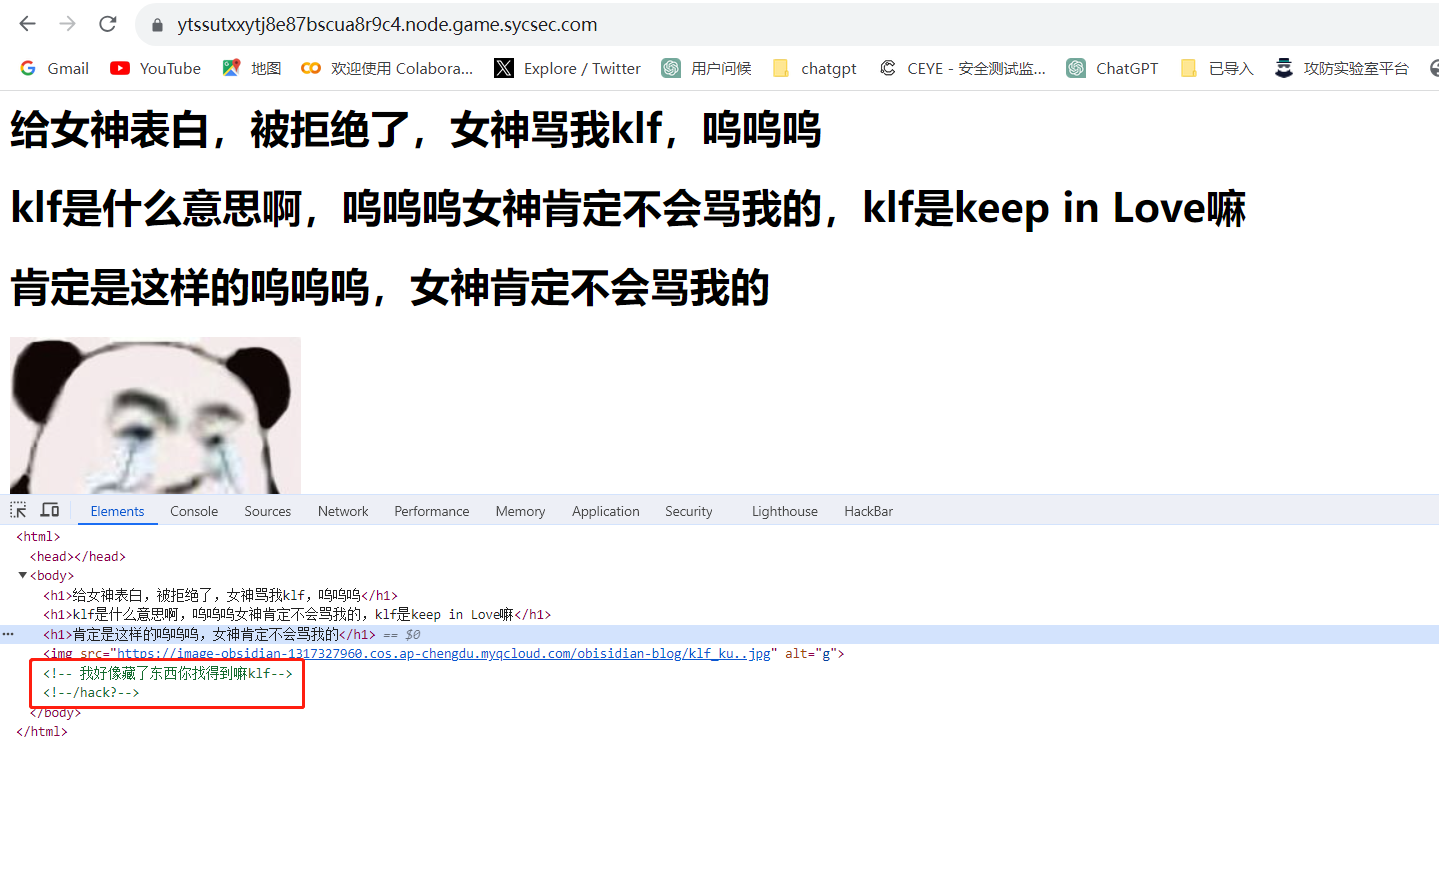 ytssutxxytj8e87bscua8r9c4.node.game.sycsec.com
Gmail YouTube 地图 欢迎使用 Colabora... Explore / Twitter 用户问候 chatgpt CEYE - 安全测试监... ChatGPT 已导入 攻防实验室平台
给女神表白，被拒绝了，女神骂我klf，呜呜呜
klf是什么意思啊，呜呜呜女神肯定不会骂我的，klf是keep in Love嘛
肯定是这样的呜呜呜，女神肯定不会骂我的
Elements Console Sources Network Performance Memory Application Security Lighthouse HackBar
<html>
<head></head>
<body>
<h1>给女神表白，被拒绝了，女神骂我klf，呜呜呜</h1>
<h1>klf是什么意思啊，呜呜呜女神肯定不会骂我的，klf是keep in Love嘛</h1>
<h1>肯定是这样的呜呜呜，女神肯定不会骂我的</h1> == $0
<img src="https://image-obsidian-1317327960.cos.ap-chengdu.myqcloud.com/obisidian-blog/klf_ku..jpg" alt="g">
<!-- 我好像藏了东西你找得到嘛klf-->
<!--/hack?-->
</body>
</html>